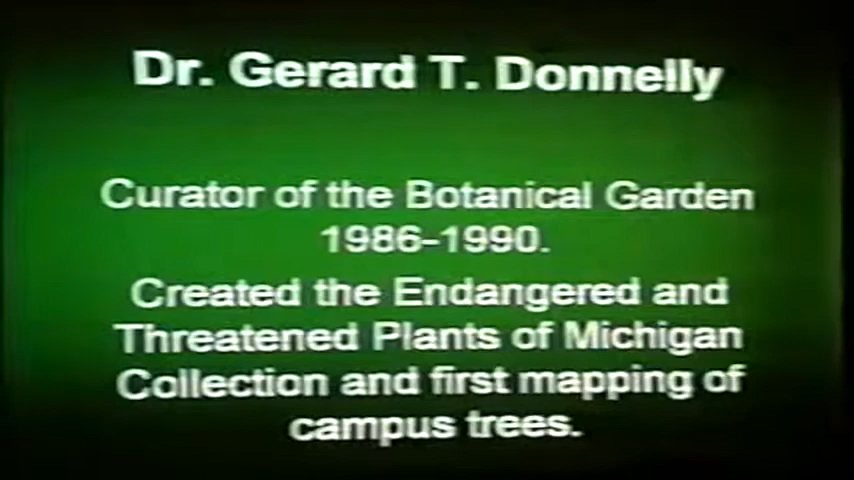 Dr. Gerard T. Donnelly
Curator of the Botanical Garden
1986-1990.
Created the Endangered and
Threatened Plants of Michigan
Collection and first mapping of
campus trees.